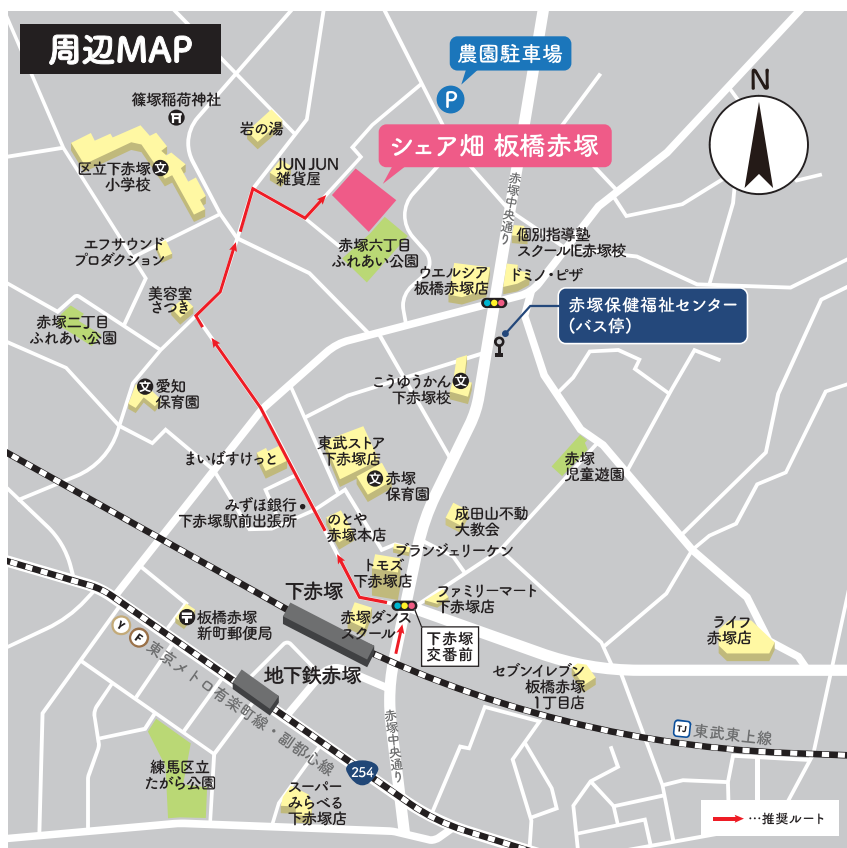 周辺MAP
農園駐車場
P
N
篠塚稲荷神社
岩の湯
シェア畑 板橋赤塚
JUN JUN
雑貨屋
区立下赤塚
小学校
文
赤塚中央通り
個別指導塾
スクールIE赤塚校
エフサウンド
プロダクション
赤塚六丁目
ふれあい公園
ウエルシア
板橋赤塚店
ドミノ・ピザ
美容室
さつき
赤塚保健福祉センター
(バス停)
赤塚二丁目
ふれあい公園
文
愛知
保育園
こうゆうかん
下赤塚校
文
東武ストア
下赤塚店
まいばすけっと
赤塚
児童遊園
文
赤塚
保育園
みずほ銀行
下赤塚駅前出張所
のとや
赤塚本店
成田山不動
大教会
ブランジェリーケン
トモズ
下赤塚店
下赤塚
ファミリーマート
下赤塚店
赤塚ダンス
スクール
板橋赤塚
新町郵便局
下赤塚
交番前
ライフ
赤塚店
Y
F
地下鉄赤塚
セブンイレブン
板橋赤塚
1丁目店
東京メトロ有楽町線・副都心線
赤塚中央通り
TJ
東武東上線
254
練馬区立
たがら公園
スーパー
みらべる
下赤塚店
…推奨ルート